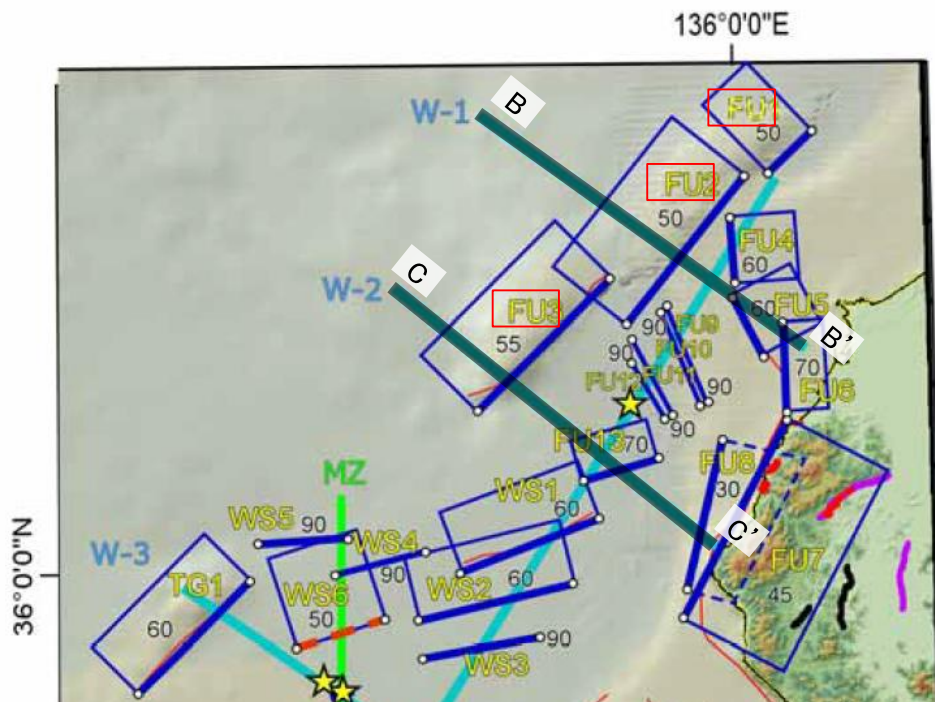 136°0'0"E
W-1
B
FU1
50
FU2
50
FU4
60
W-2
C
FU3
55
60
FU5
B'
90
FU9
FU10
90
FU11
FU12
90
90
70
FU6
FU13
70
FU8
30
MZ
WS1
60
WS5
90
WS4
90
C'
36°0'0"N
W-3
TG1
60
WS6
50
WS2
60
FU7
45
WS3
90